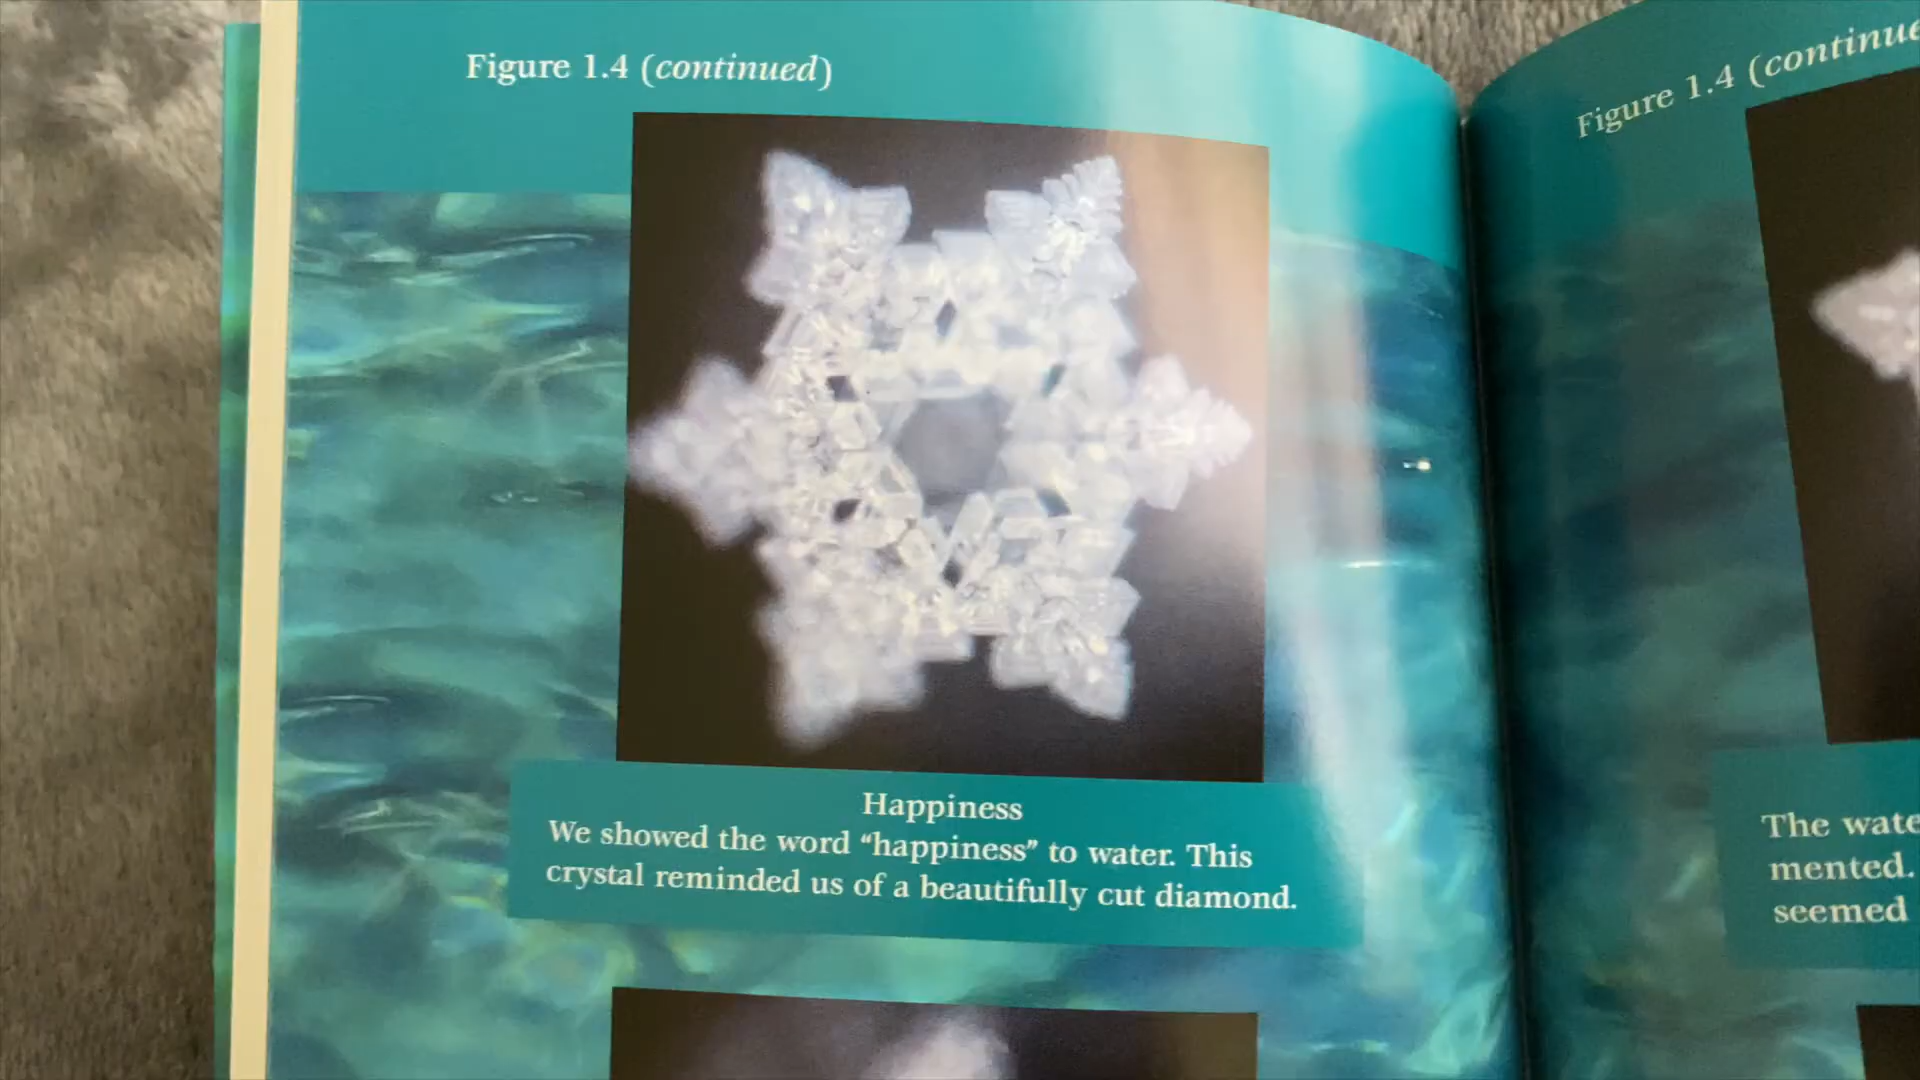 Figure 1.4 (continued)
Happiness
We showed the word “happiness” to water. This
crystal reminded us of a beautifully cut diamond.
Figure 1.4 (continue
The wate
mented.
seemed